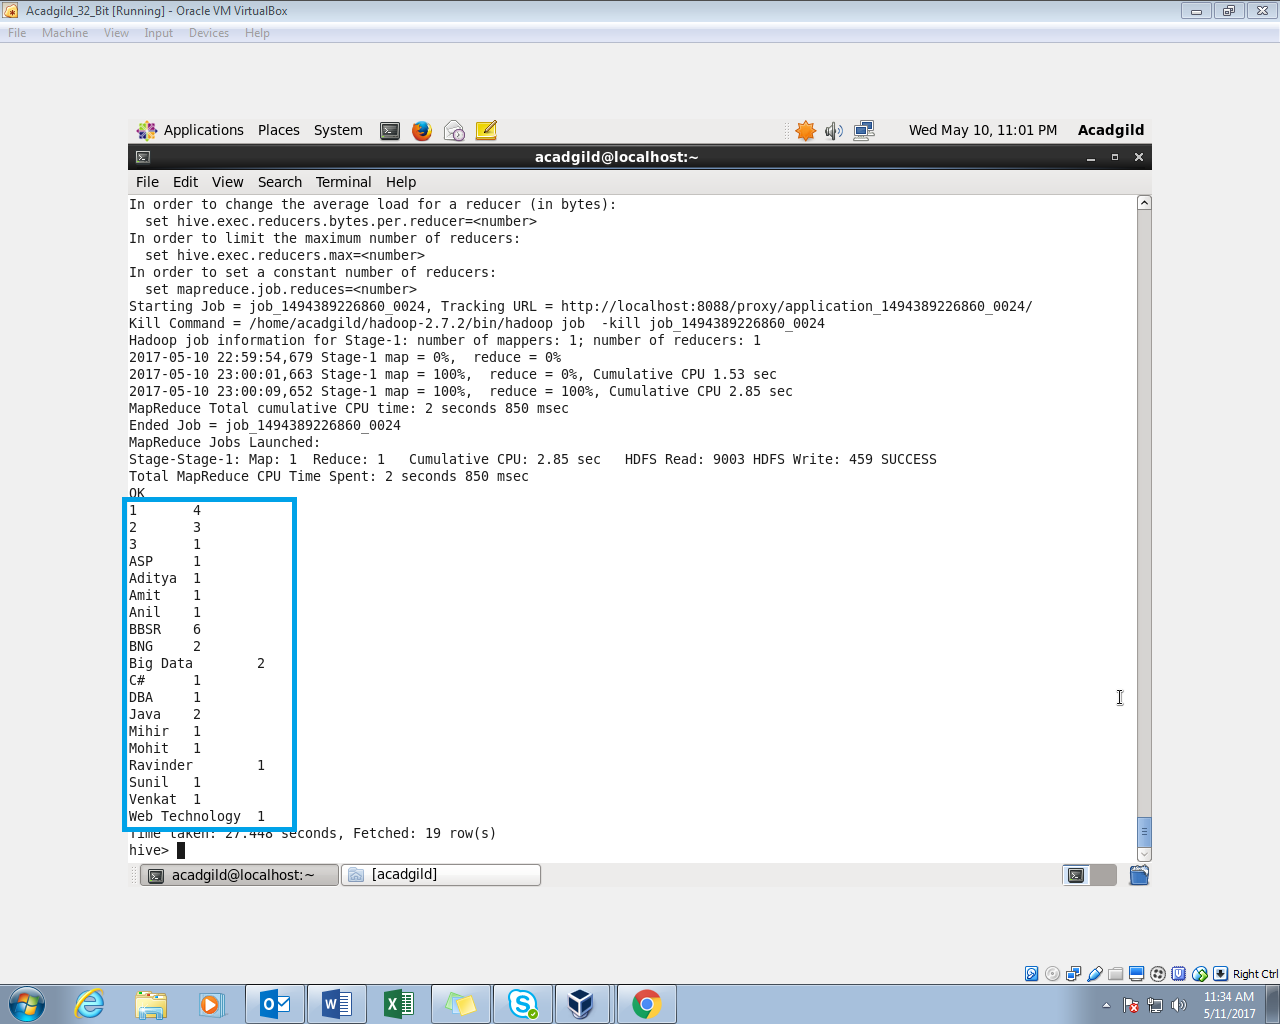 Acadgild_32_Bit [Running] - Oracle VM VirtualBox
File Machine View Input Devices Help
Applications Places System Wed May 10, 11:01 PM Acadgild
acadgild@localhost:~
File Edit View Search Terminal Help
In order to change the average load for a reducer (in bytes):
  set hive.exec.reducers.bytes.per.reducer=<number>
In order to limit the maximum number of reducers:
  set hive.exec.reducers.max=<number>
In order to set a constant number of reducers:
  set mapreduce.job.reduces=<number>
Starting Job = job_1494389226860_0024, Tracking URL = http://localhost:8088/proxy/application_1494389226860_0024/
Kill Command = /home/acadgild/hadoop-2.7.2/bin/hadoop job  -kill job_1494389226860_0024
Hadoop job information for Stage-1: number of mappers: 1; number of reducers: 1
2017-05-10 22:59:54,679 Stage-1 map = 0%,  reduce = 0%
2017-05-10 23:00:01,663 Stage-1 map = 100%,  reduce = 0%, Cumulative CPU 1.53 sec
2017-05-10 23:00:09,652 Stage-1 map = 100%,  reduce = 100%, Cumulative CPU 2.85 sec
MapReduce Total cumulative CPU time: 2 seconds 850 msec
Ended Job = job_1494389226860_0024
MapReduce Jobs Launched:
Stage-Stage-1: Map: 1  Reduce: 1   Cumulative CPU: 2.85 sec   HDFS Read: 9003 HDFS Write: 459 SUCCESS
Total MapReduce CPU Time Spent: 2 seconds 850 msec
OK
1       4
2       3
3       1
ASP     1
Aditya  1
Amit    1
Anil    1
BBSR    6
BNG     2
Big Data        2
C#      1
DBA     1
Java    2
Mihir   1
Mohit   1
Ravinder        1
Sunil   1
Venkat  1
Web Technology  1
Time taken: 27.448 seconds, Fetched: 19 row(s)
hive>
acadgild@localhost:~ [acadgild]
Right Ctrl
11:34 AM
5/11/2017